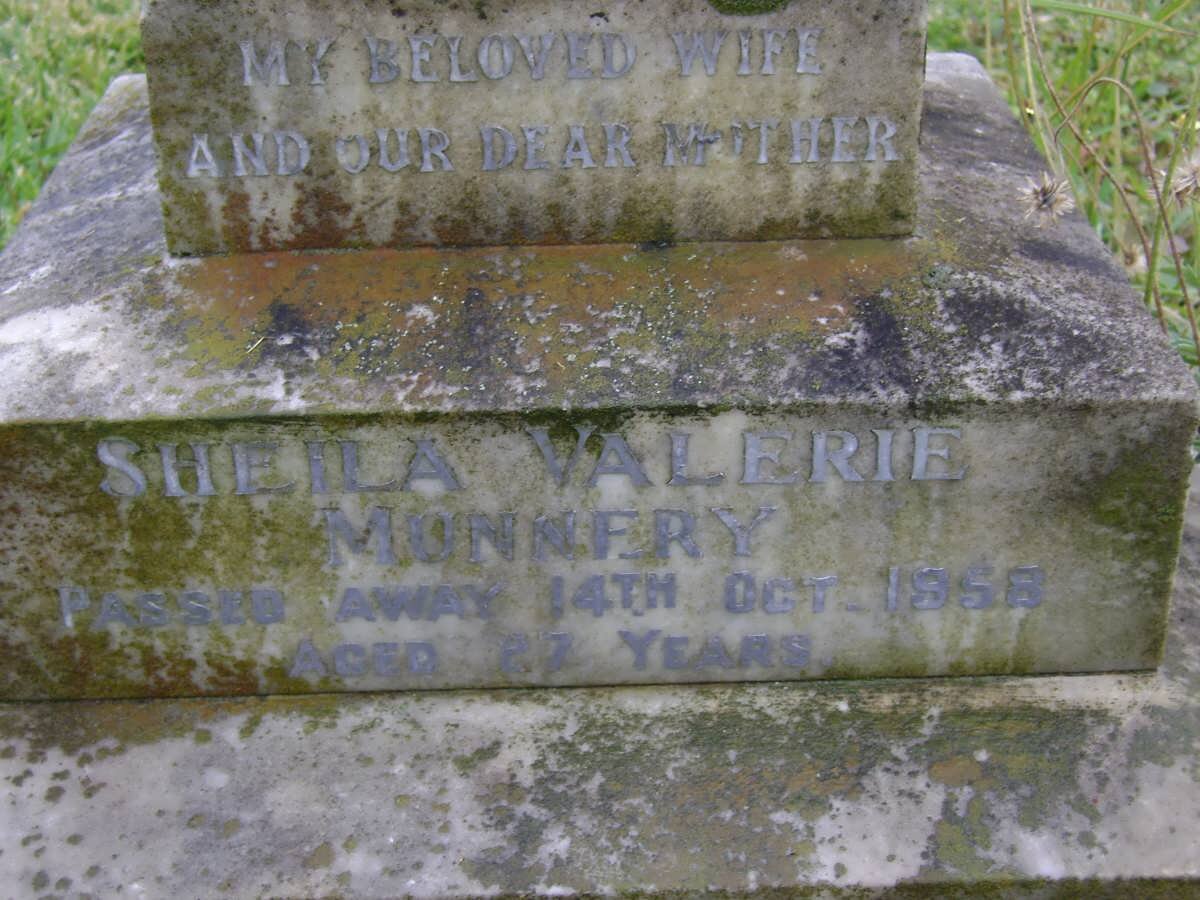 MY BELOVED WIFE
AND OUR DEAR MOTHER
SHEILA VALERIE
MUNNERY
PASSED AWAY 14TH OCT. 1958
AGED 27 YEARS.